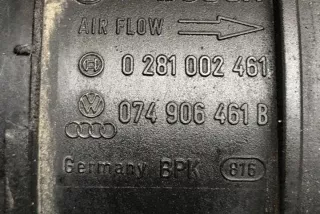 AIR FLOW
0 281 002 461
074 906 461 B
Germany BPK 876